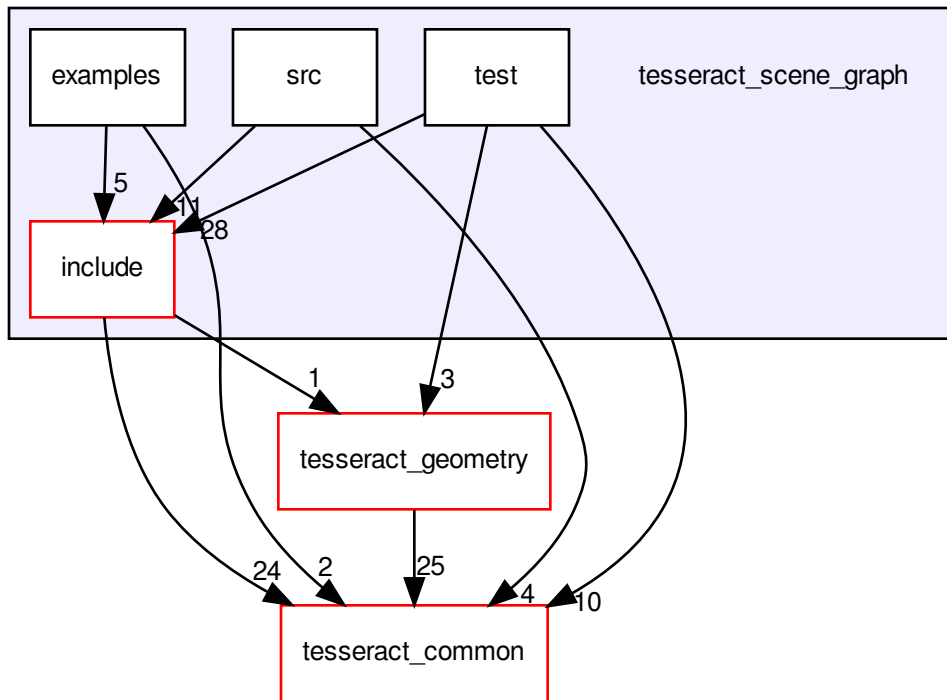 examples
src
test
tesseract_scene_graph
5
11
28
include
1
3
tesseract_geometry
24
2
25
4
10
tesseract_common